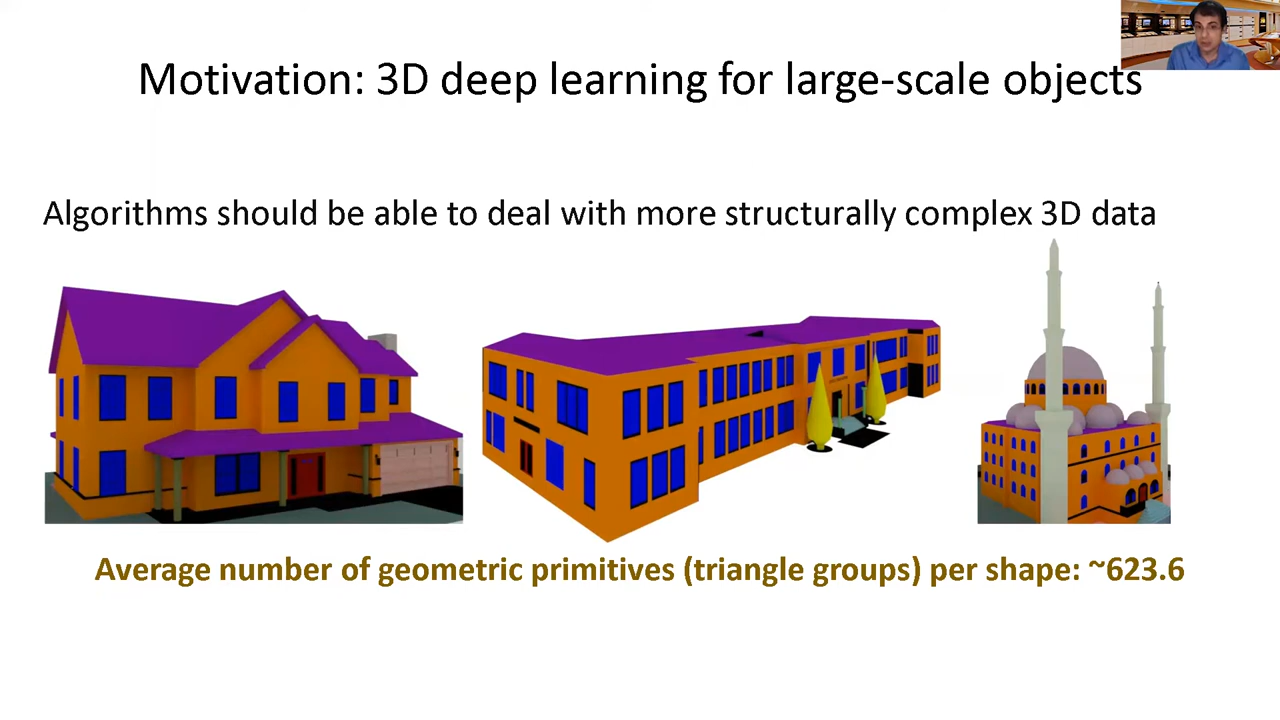 Motivation: 3D deep learning for large-scale objects
Algorithms should be able to deal with more structurally complex 3D data
Average number of geometric primitives (triangle groups) per shape: ~623.6